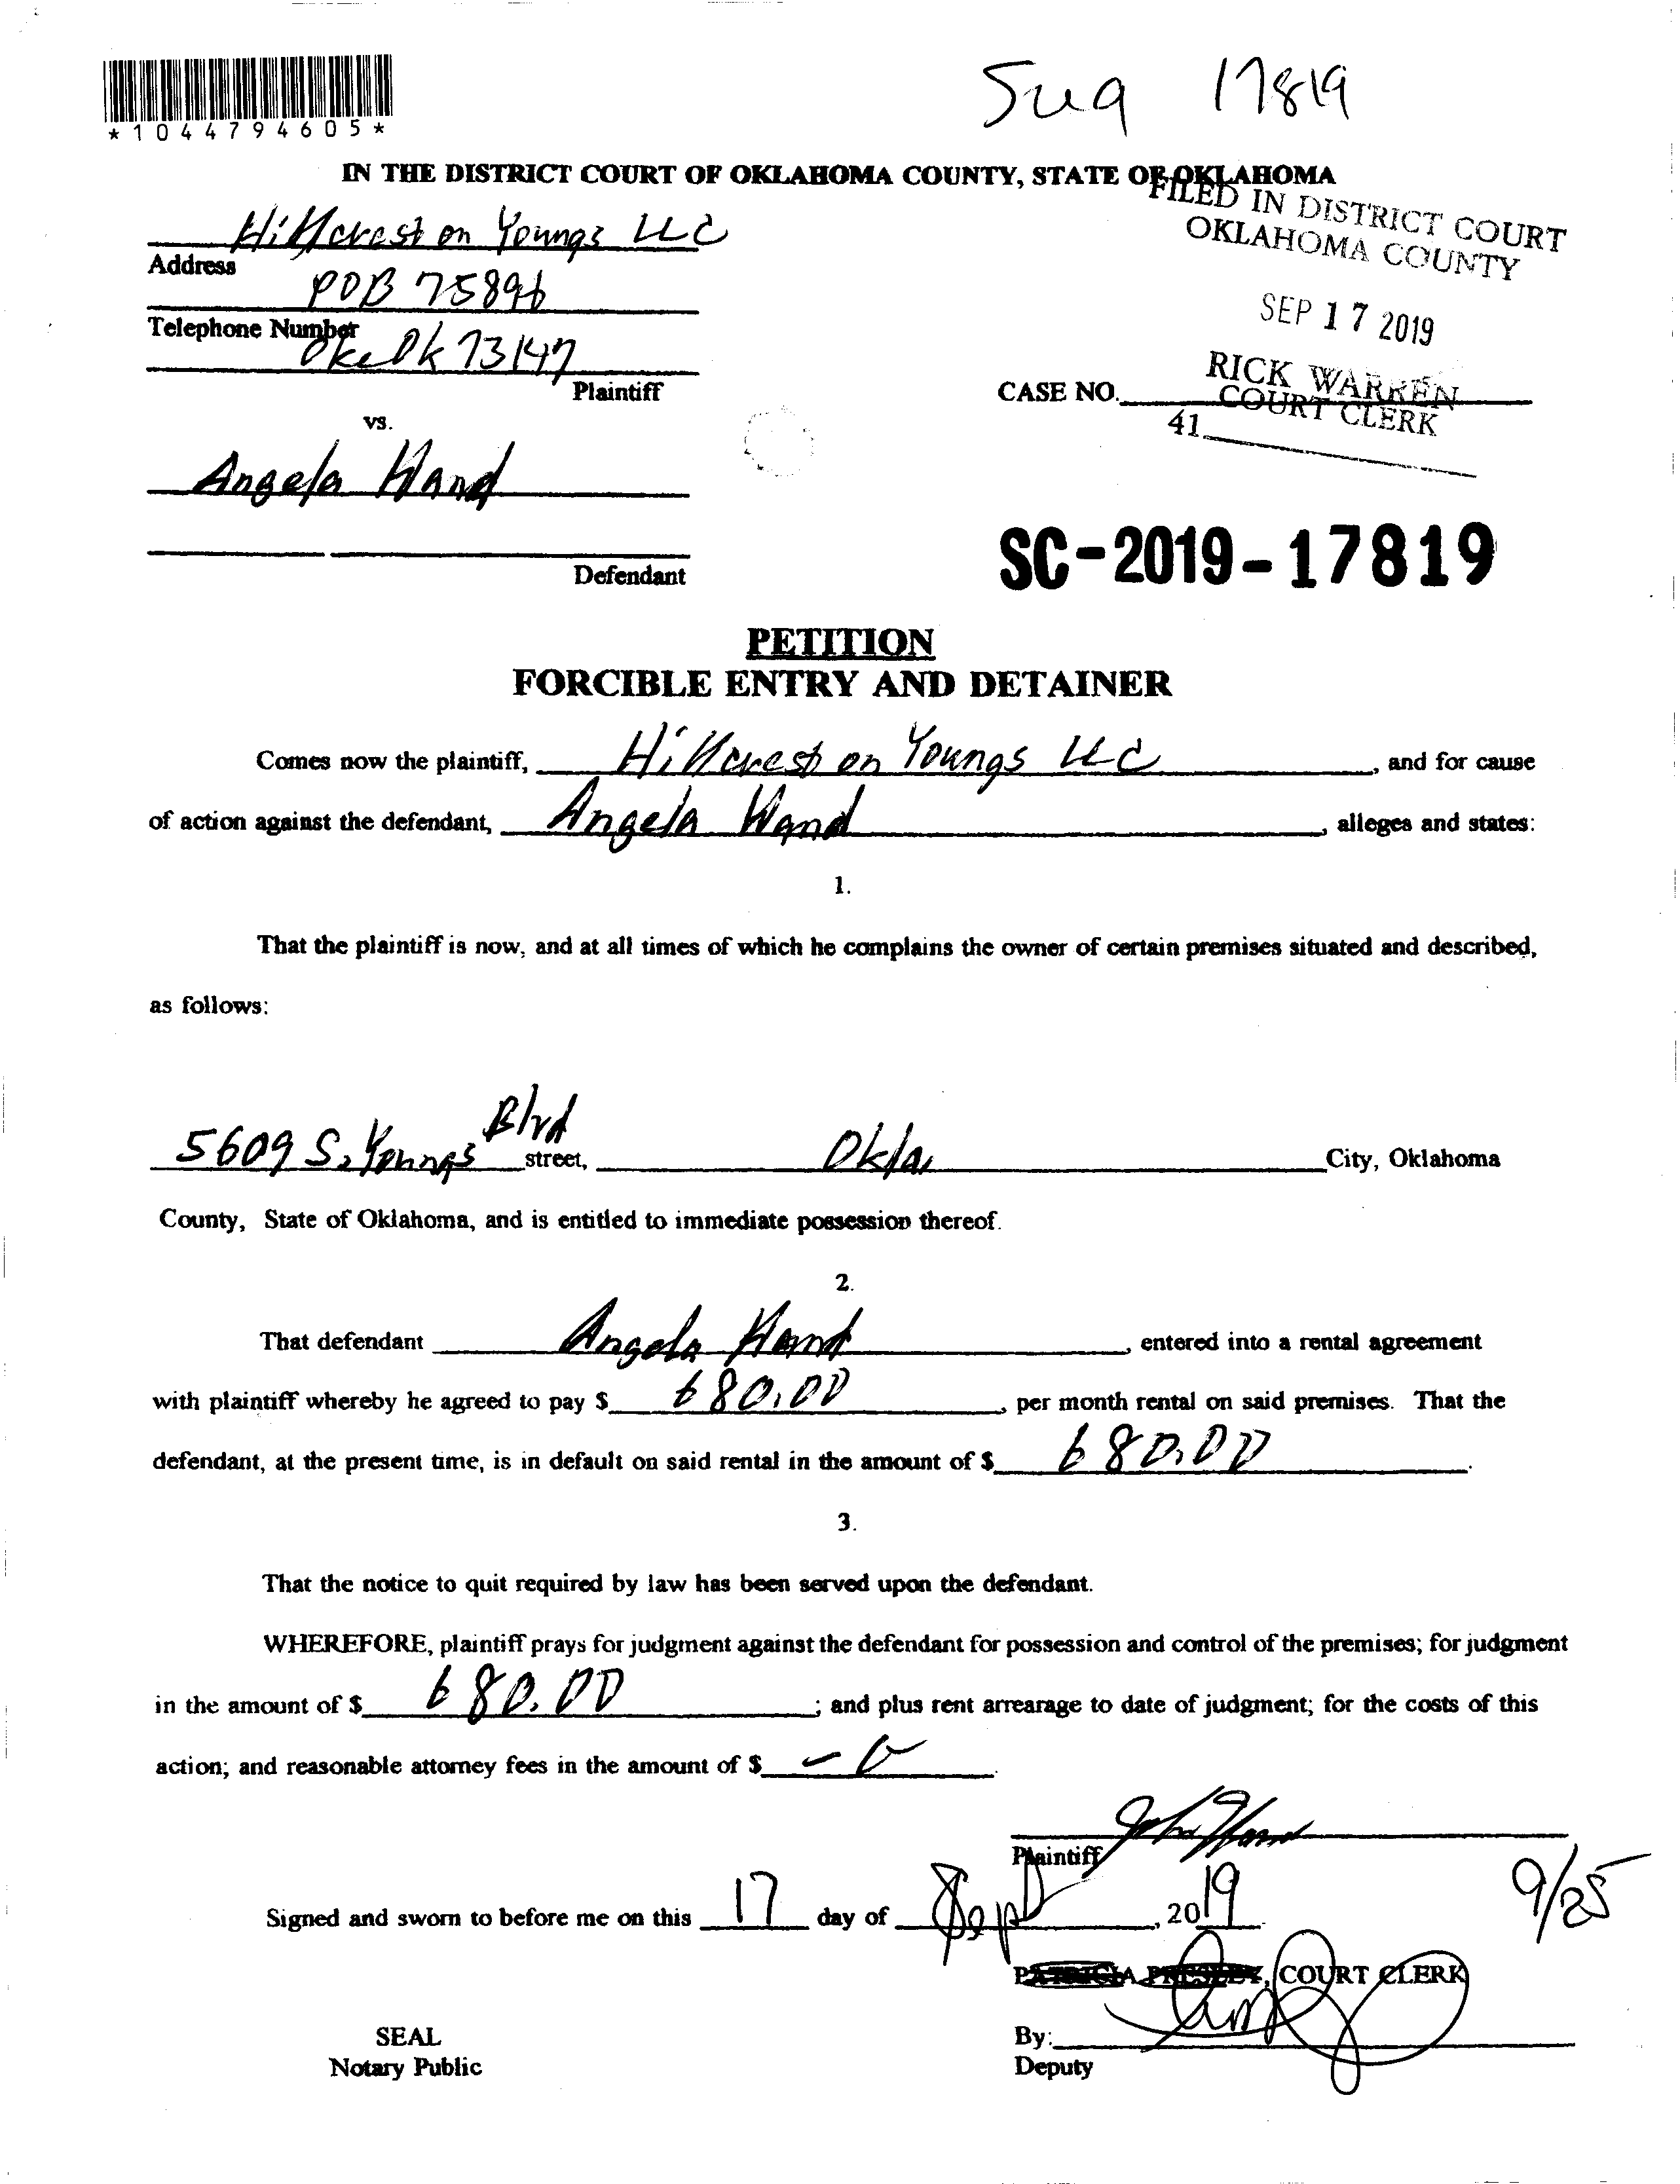 *1044794605*
Sug 17819
IN THE DISTRICT COURT OF OKLAHOMA COUNTY, STATE OF OKLAHOMA
FILED IN DISTRICT COURT
OKLAHOMA COUNTY
Hillcrest on Youngs LLC
Address
POB 75896
SEP 17 2019
Telephone Number
Okc Ok 73147
Plaintiff
RICK WARREN
COURT CLERK
CASE NO.
41
vs.
Angela Hand
Defendant
SC-2019-17819
PETITION
FORCIBLE ENTRY AND DETAINER
Comes now the plaintiff, Hillcrest on Youngs LLC, and for cause
of action against the defendant, Angela Hand, alleges and states:
1.
That the plaintiff is now, and at all times of which he complains the owner of certain premises situated and described,
as follows:
5609 S. Youngs Blvd street, Okla City, Oklahoma
County, State of Oklahoma, and is entitled to immediate possession thereof.
2.
That defendant Angela Hand, entered into a rental agreement
with plaintiff whereby he agreed to pay $ 680.00, per month rental on said premises. That the
defendant, at the present time, is in default on said rental in the amount of $ 680.00.
3.
That the notice to quit required by law has been served upon the defendant.
WHEREFORE, plaintiff prays for judgment against the defendant for possession and control of the premises; for judgment
in the amount of $ 680.00; and plus rent arrearage to date of judgment; for the costs of this
action; and reasonable attorney fees in the amount of $
Plaintiff
9/25
Signed and sworn to before me on this 17 day of Sept, 2019.
COURT CLERK
SEAL
By:
Notary Public
Deputy